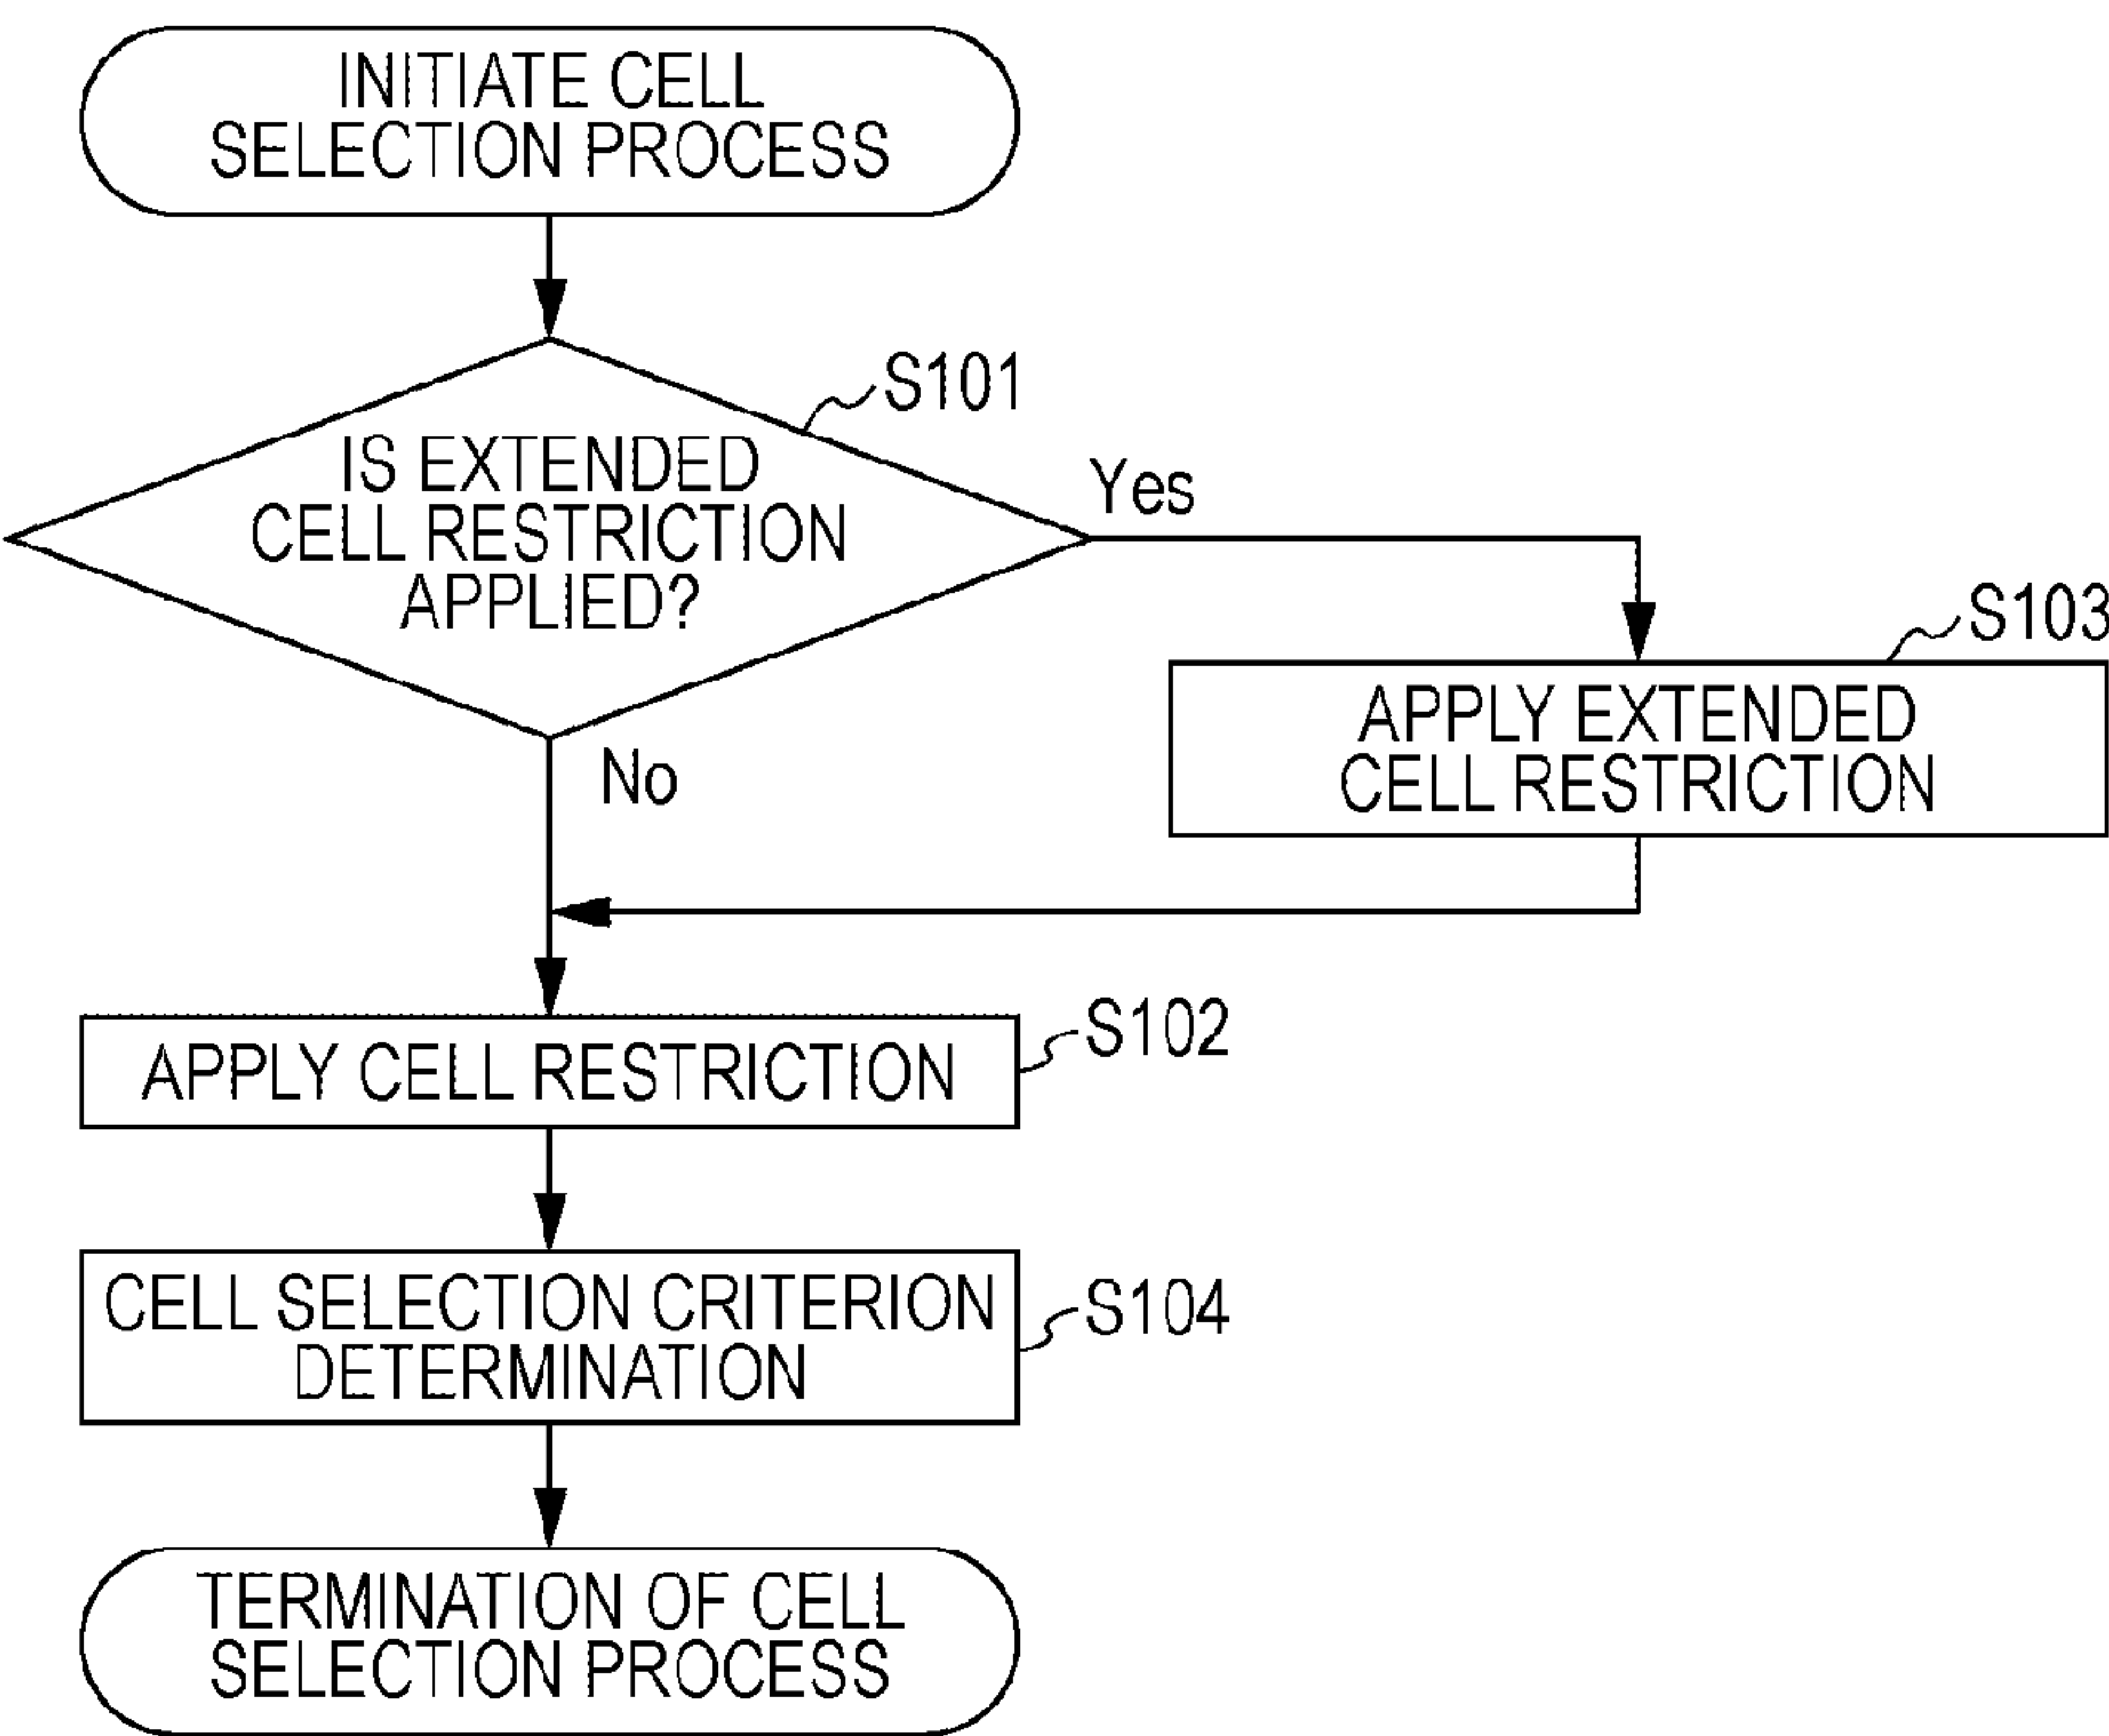 INITIATE CELL
SELECTION PROCESS
S101
IS EXTENDED
CELL RESTRICTION
APPLIED?
Yes
S103
APPLY EXTENDED
CELL RESTRICTION
No
S102
APPLY CELL RESTRICTION
S104
CELL SELECTION CRITERION
DETERMINATION
TERMINATION OF CELL
SELECTION PROCESS